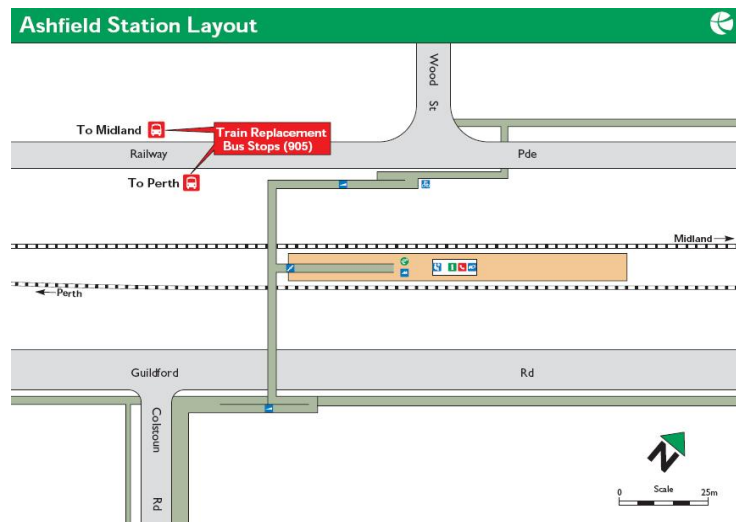 Ashfield Station Layout
Wood St
To Midland
Train Replacement
Bus Stops (905)
Railway
Pde
To Perth
Midland
Perth
Guildford
Rd
Colstoun
Rd
N
Scale
0
25m